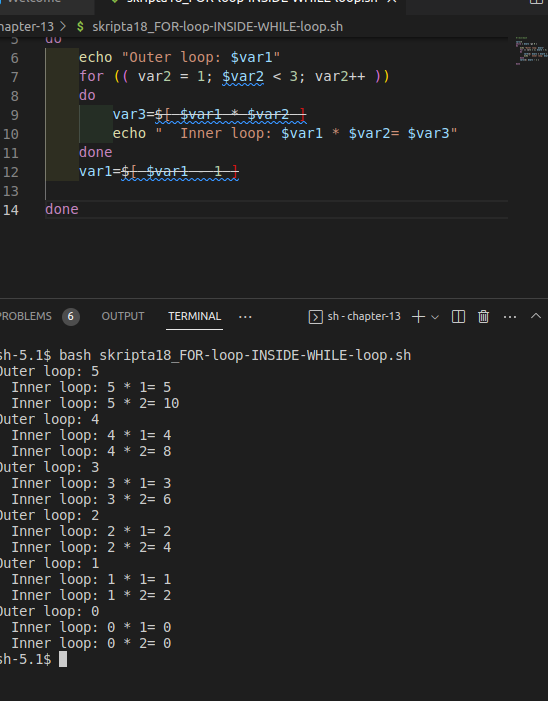 skripta18_FOR-loop-INSIDE-WHILE-loop.sh
hapter-13 > $ skripta18_FOR-loop-INSIDE-WHILE-loop.sh
5 do
6 echo "Outer loop: $var1"
7 for (( var2 = 1; $var2 < 3; var2++ ))
8 do
9 var3=$[ $var1 * $var2 ]
10 echo "  Inner loop: $var1 * $var2= $var3"
11 done
12 var1=$[ $var1 - 1 ]
13
14 done
PROBLEMS 6 OUTPUT TERMINAL ··· sh - chapter-13
sh-5.1$ bash skripta18_FOR-loop-INSIDE-WHILE-loop.sh
Outer loop: 5
  Inner loop: 5 * 1= 5
  Inner loop: 5 * 2= 10
Outer loop: 4
  Inner loop: 4 * 1= 4
  Inner loop: 4 * 2= 8
Outer loop: 3
  Inner loop: 3 * 1= 3
  Inner loop: 3 * 2= 6
Outer loop: 2
  Inner loop: 2 * 1= 2
  Inner loop: 2 * 2= 4
Outer loop: 1
  Inner loop: 1 * 1= 1
  Inner loop: 1 * 2= 2
Outer loop: 0
  Inner loop: 0 * 1= 0
  Inner loop: 0 * 2= 0
sh-5.1$